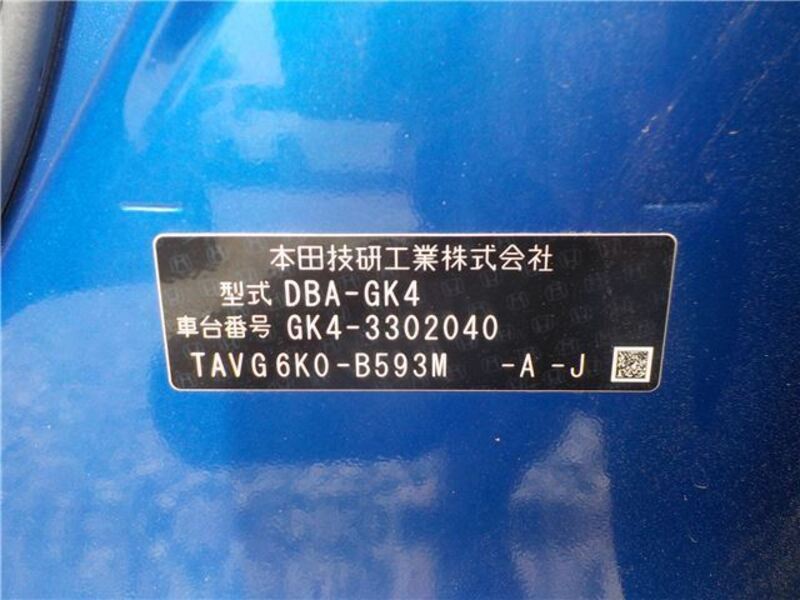 本田技研工業株式会社
型式 DBA-GK4
車台番号 GK4-3302040
TAVG6K0-B593M -A -J